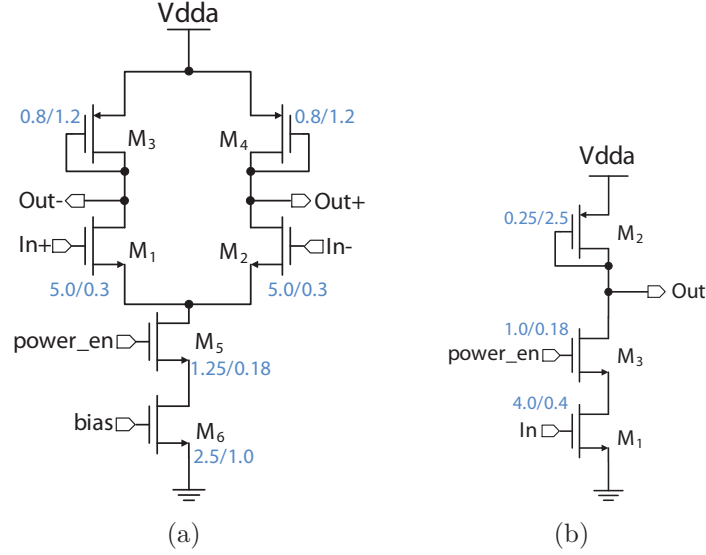 Vdda
0.8/1.2
M3
M4
0.8/1.2
Out-
Out+
In+
M1
M2
In-
5.0/0.3
5.0/0.3
power_en
M5
1.25/0.18
bias
M6
2.5/1.0
(a)
Vdda
0.25/2.5
M2
Out
1.0/0.18
power_en
M3
4.0/0.4
In
M1
(b)